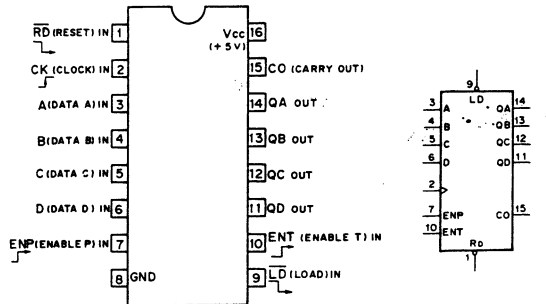 R̅D̅ (RESET) IN 1
CK (CLOCK) IN 2
A(DATA A) IN 3
B(DATA B) IN 4
C(DATA C) IN 5
D(DATA D) IN 6
ENP(ENABLE P) IN 7
8 GND
Vcc 16
(+5V)
15 CO (CARRY OUT)
14 QA OUT
13 QB OUT
12 QC OUT
11 QD OUT
10 ENT (ENABLE T) IN
9 L̅D̅ (LOAD) IN
9
LD
3 A QA 14
4 B QB 13
5 C QC 12
6 D QD 11
2
7 ENP CO 15
10 ENT
RD
1